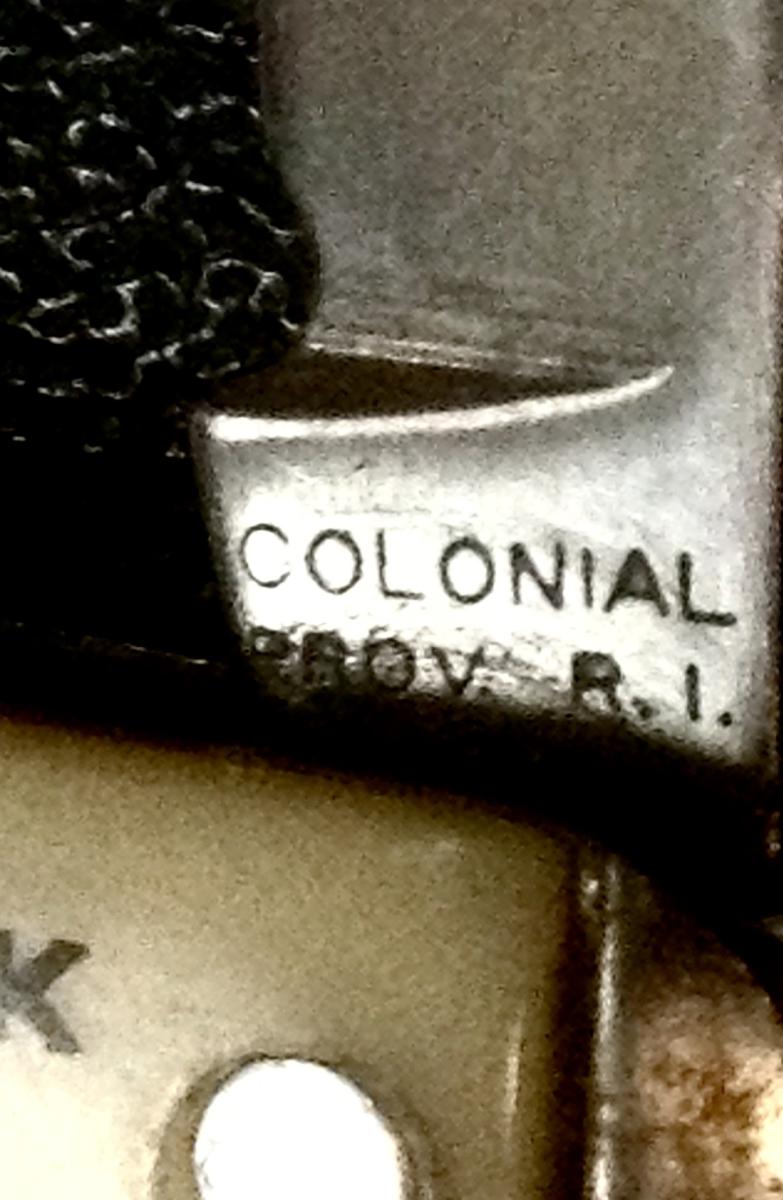 COLONIAL
PROV. R. I.
K